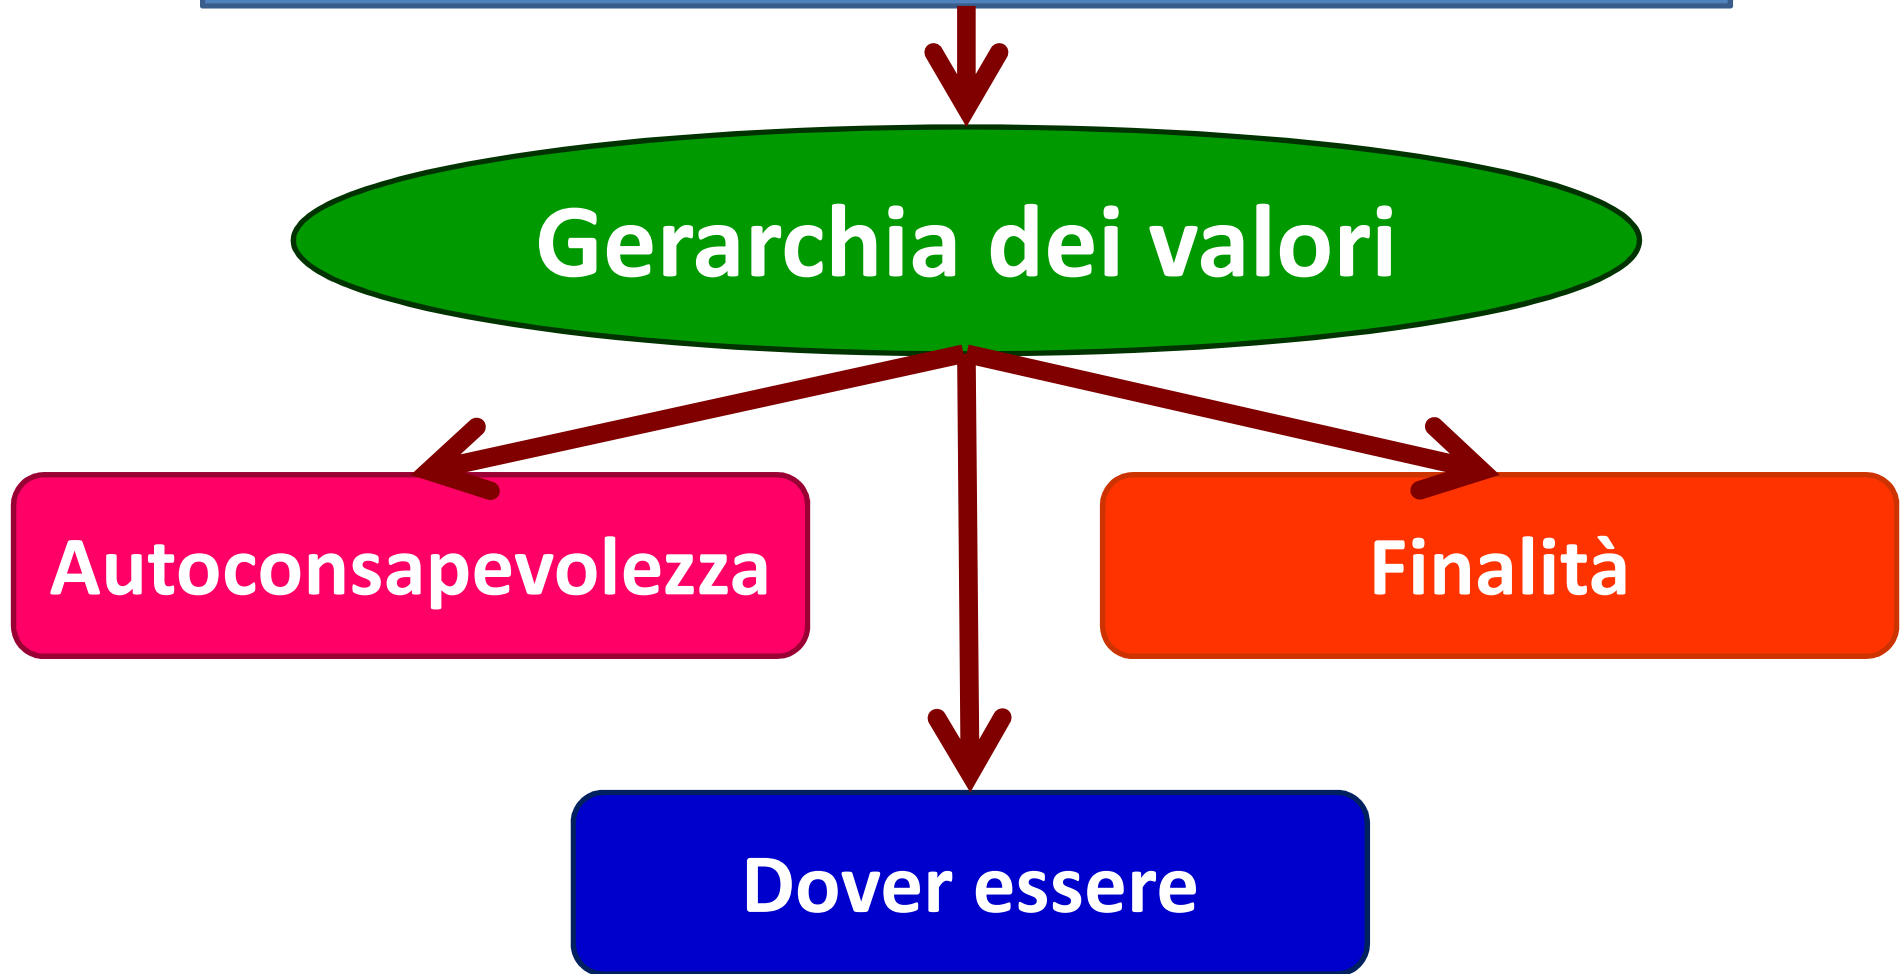 Gerarchia dei valori
Autoconsapevolezza
Finalità
Dover essere